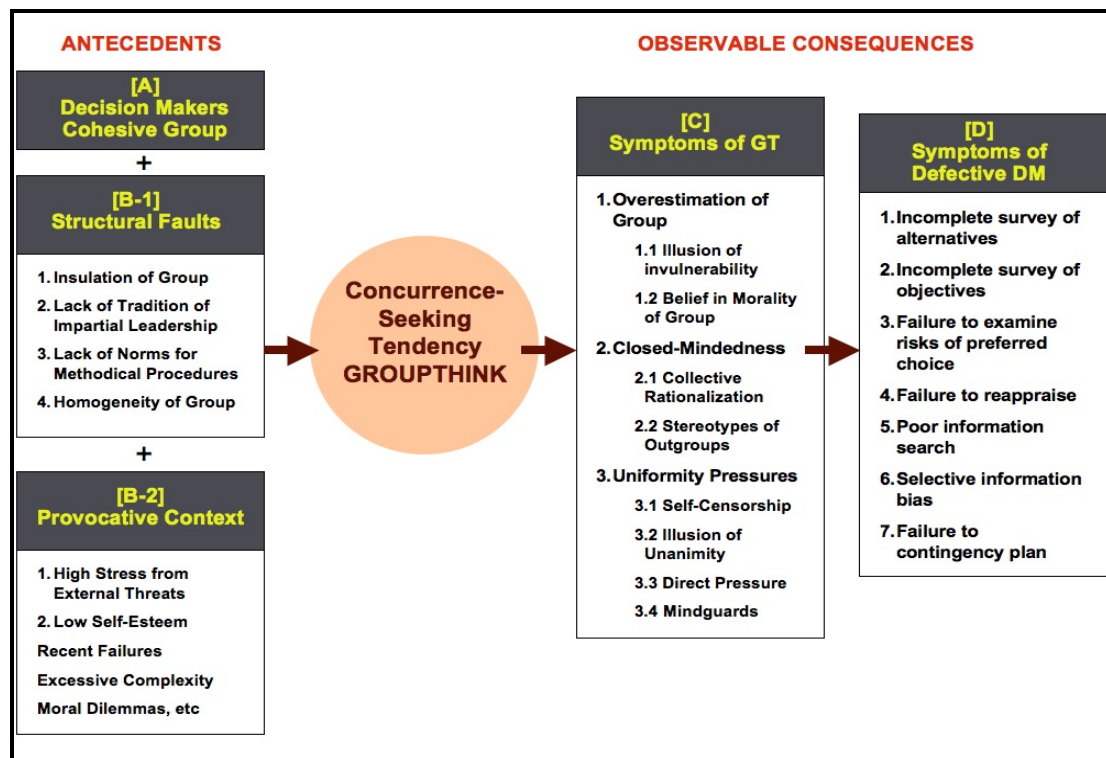 ANTECEDENTS
[A]
Decision Makers
Cohesive Group
+
[B-1]
Structural Faults
1. Insulation of Group
2. Lack of Tradition of
Impartial Leadership
3. Lack of Norms for
Methodical Procedures
4. Homogeneity of Group
+
[B-2]
Provocative Context
1. High Stress from
External Threats
2. Low Self-Esteem
Recent Failures
Excessive Complexity
Moral Dilemmas, etc
Concurrence-
Seeking
Tendency
GROUPTHINK
OBSERVABLE CONSEQUENCES
[C]
Symptoms of GT
1. Overestimation of
Group
1.1 Illusion of
invulnerability
1.2 Belief in Morality
of Group
2. Closed-Mindedness
2.1 Collective
Rationalization
2.2 Stereotypes of
Outgroups
3. Uniformity Pressures
3.1 Self-Censorship
3.2 Illusion of
Unanimity
3.3 Direct Pressure
3.4 Mindguards
[D]
Symptoms of
Defective DM
1. Incomplete survey of
alternatives
2. Incomplete survey of
objectives
3. Failure to examine
risks of preferred
choice
4. Failure to reappraise
5. Poor information
search
6. Selective information
bias
7. Failure to
contingency plan